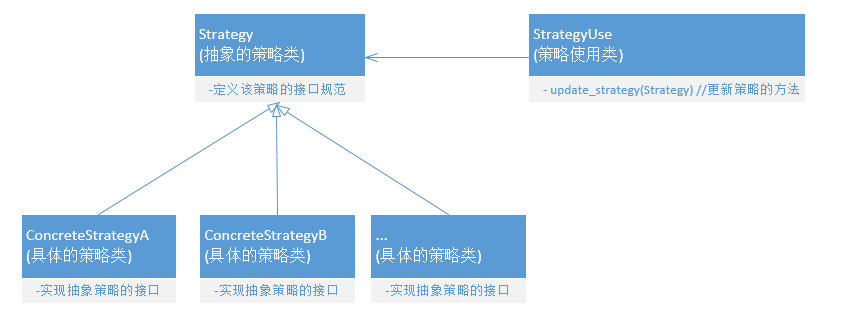 Strategy
(抽象的策略类)
-定义该策略的接口规范
StrategyUse
(策略使用类)
- update_strategy(Strategy) //更新策略的方法
ConcreteStrategyA
(具体的策略类)
-实现抽象策略的接口
ConcreteStrategyB
(具体的策略类)
-实现抽象策略的接口
...
(具体的策略类)
-实现抽象策略的接口